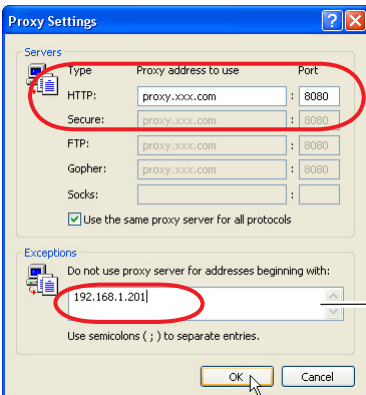 Proxy Settings
Servers
Type Proxy address to use Port
HTTP: proxy.xxx.com : 8080
Secure: proxy.xxx.com : 8080
FTP: proxy.xxx.com : 8080
Gopher: proxy.xxx.com : 8080
Socks: :
Use the same proxy server for all protocols
Exceptions
Do not use proxy server for addresses beginning with:
192.168.1.201
Use semicolons ( ; ) to separate entries.
OK Cancel